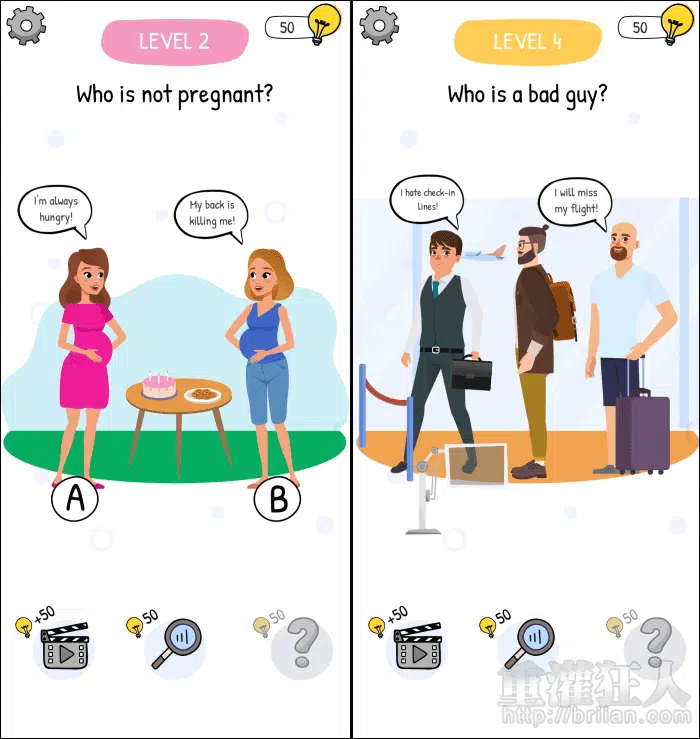 LEVEL 2
50
Who is not pregnant?
I'm always
hungry!
My back is
killing me!
A
B
+50
50
50
LEVEL 4
50
Who is a bad guy?
I hate check-in
lines!
I will miss
my flight!
+50
50
50
重灌狂人
http://briian.com